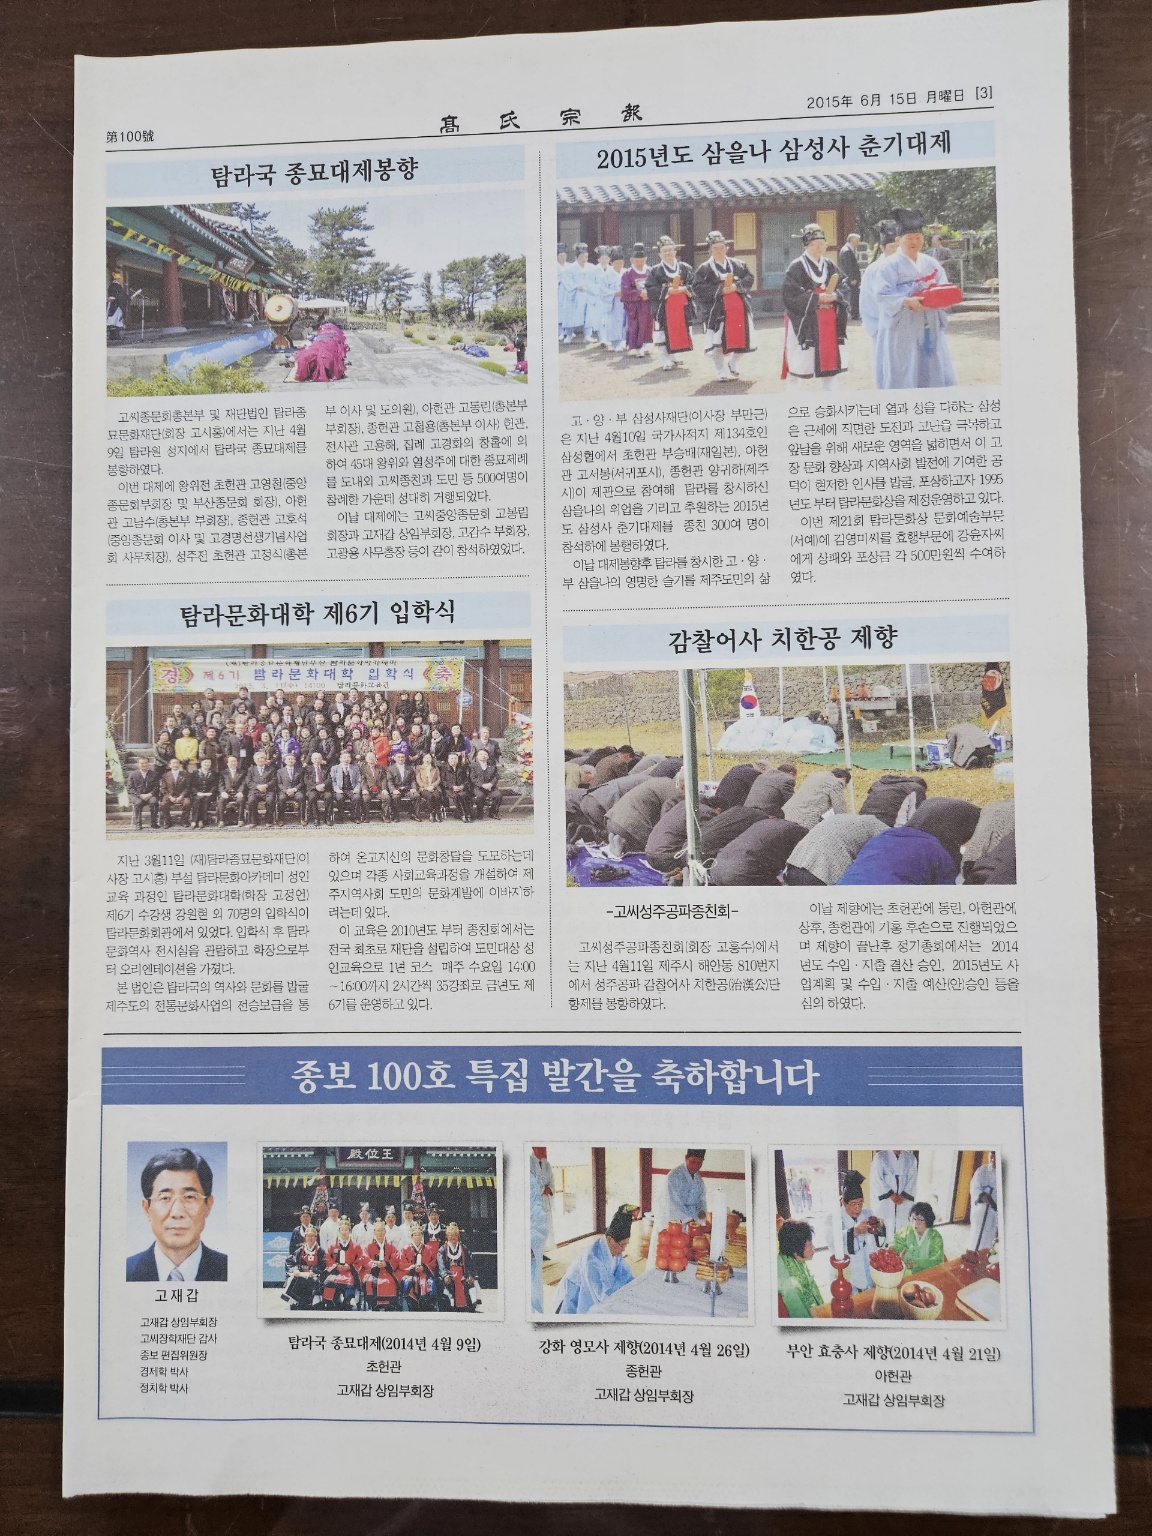 第100號
高氏宗報
2015年 6月 15日 月曜日 [3]
탐라국 종묘대제봉향
고씨종문회총본부 및 재단법인 탐라종
묘문화재단(회장 고시홍)에서는 지난 4월
9일 탐라원 성지에서 탐라국 종묘대제를
봉향하였다.
이번 대제에 왕위전 초헌관 고영철(중앙
종문회부회장 및 부산종문회 회장), 아헌
관 고남수(총본부 부회장), 종헌관 고호석
(중앙종문회 이사 및 고경명선생기념사업
회 사무처장), 성주진 초헌관 고정식(총본
부 이사 및 도의원), 아헌관 고동린(총본부
부회장), 종헌관 고철용(총본부 이사) 헌관,
전사관 고용해, 집례 고경화의 창홀에 의
하여 45대 왕위와 열성주에 대한 종묘제례
를 도내외 고씨종친과 도민 등 500여명이
참례한 가운데 성대히 거행되었다.
이날 대제에는 고씨중앙종문회 고봉립
회장과 고재갑 상임부회장, 고감수 부회장,
고광용 사무총장 등이 같이 참석하였었다.
2015년도 삼을나 삼성사 춘기대제
고·양·부 삼성사재단(이사장 부만근)
은 지난 4월10일 국가사적지 제134호인
삼성혈에서 초헌관 부승배(재일본), 아헌
관 고서봉(서귀포시), 종헌관 양귀하(제주
시)이 제관으로 참여해 탐라를 창시하신
삼을나의 위업을 기리고 추원하는 2015년
도 삼성사 춘기대제를 종친 300여 명이
참석하에 봉행하였다.
이날 대제봉향후 탐라를 창시한 고·양·
부 삼을나의 영명한 슬기를 제주도민의 삶
으로 승화시키는데 열과 성을 다하는 삼성
은 근세에 직면한 도전과 고난을 극복하고
앞날을 위해 새로운 영역을 넓히면서 이 고
장 문화 향상과 지역사회 발전에 기여한 공
덕이 현저한 인사를 발굴, 포상하고자 1995
년도 부터 탐라문화상을 제정운영하고 있다.
이번 제21회 탐라문화상 문화예술부문
(서예)에 김영미씨를 효행부문에 강윤자씨
에게 상패와 포상금 각 500만원씩 수여하
였다.
탐라문화대학 제6기 입학식
경 제6기 탐라문화대학 입학식 축
지난 3월11일 (재)탐라종묘문화재단(이
사장 고시홍) 부설 탐라문화아카데미 성인
교육 과정인 탐라문화대학(학장 고정언)
제6기 수강생 강원현 외 70명의 입학식이
탐라문화회관에서 있었다. 입학식 후 탐라
문화역사 전시실을 관람하고 학장으로부
터 오리엔테이션을 가졌다.
본 법인은 탐라국의 역사와 문화를 발굴
제주도의 전통문화사업의 전승보급을 통
하여 온고지신의 문화창달을 도모하는데
있으며 각종 사회교육과정을 개설하여 제
주지역사회 도민의 문화계발에 이바지하
려는데 있다.
이 교육은 2010년도 부터 종친회에서는
전국 최초로 재단을 설립하여 도민대상 성
인교육으로 1년 코스 매주 수요일 14:00
~16:00까지 2시간씩 35강좌로 금년도 제
6기를 운영하고 있다.
감찰어사 치한공 제향
-고씨성주공파종친회-
고씨성주공파종친회(회장 고흥수)에서
는 지난 4월11일 제주시 해안동 810번지
에서 성주공파 감찰어사 치한공(治漢公)단
향제를 봉향하였다.
이날 제향에는 초헌관에 동린, 아헌관에
상후, 종헌관에 기홍 후손으로 진행되었으
며 제향이 끝난후 정기총회에서는 2014
년도 수입·지출 결산 승인, 2015년도 사
업계획 및 수입·지출 예산(안)승인 등을
심의 하였다.
종보 100호 특집 발간을 축하합니다
고 재 갑
고재갑 상임부회장
고씨장학재단 감사
종보 편집위원장
경제학 박사
정치학 박사
殿位王
탐라국 종묘대제(2014년 4월 9일)
초헌관
고재갑 상임부회장
강화 영모사 제향(2014년 4월 26일)
종헌관
고재갑 상임부회장
부안 효충사 제향(2014년 4월 21일)
아헌관
고재갑 상임부회장